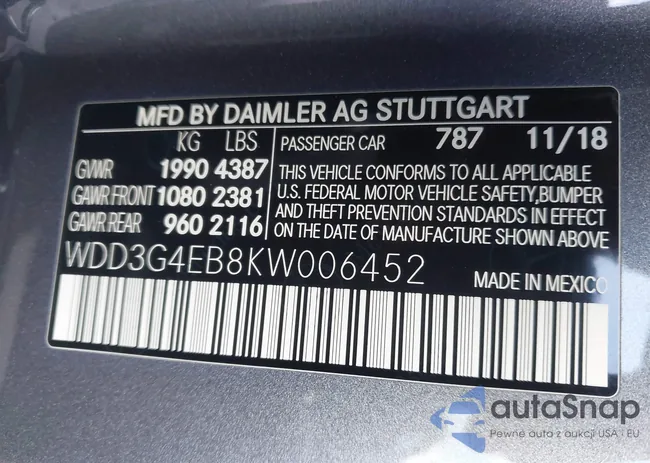 MFD BY DAIMLER AG STUTTGART
KG LBS PASSENGER CAR 787 11/18
GVWR 1990 4387 THIS VEHICLE CONFORMS TO ALL APPLICABLE
GAWR FRONT 1080 2381 U.S. FEDERAL MOTOR VEHICLE SAFETY,BUMPER
AND THEFT PREVENTION STANDARDS IN EFFECT
GAWR REAR 960 2116 ON THE DATE OF MANUFACTURE SHOWN ABOVE.
WDD3G4EB8KW006452 MADE IN MEXICO
autaSnap
Pewne auta z aukcji USA i EU